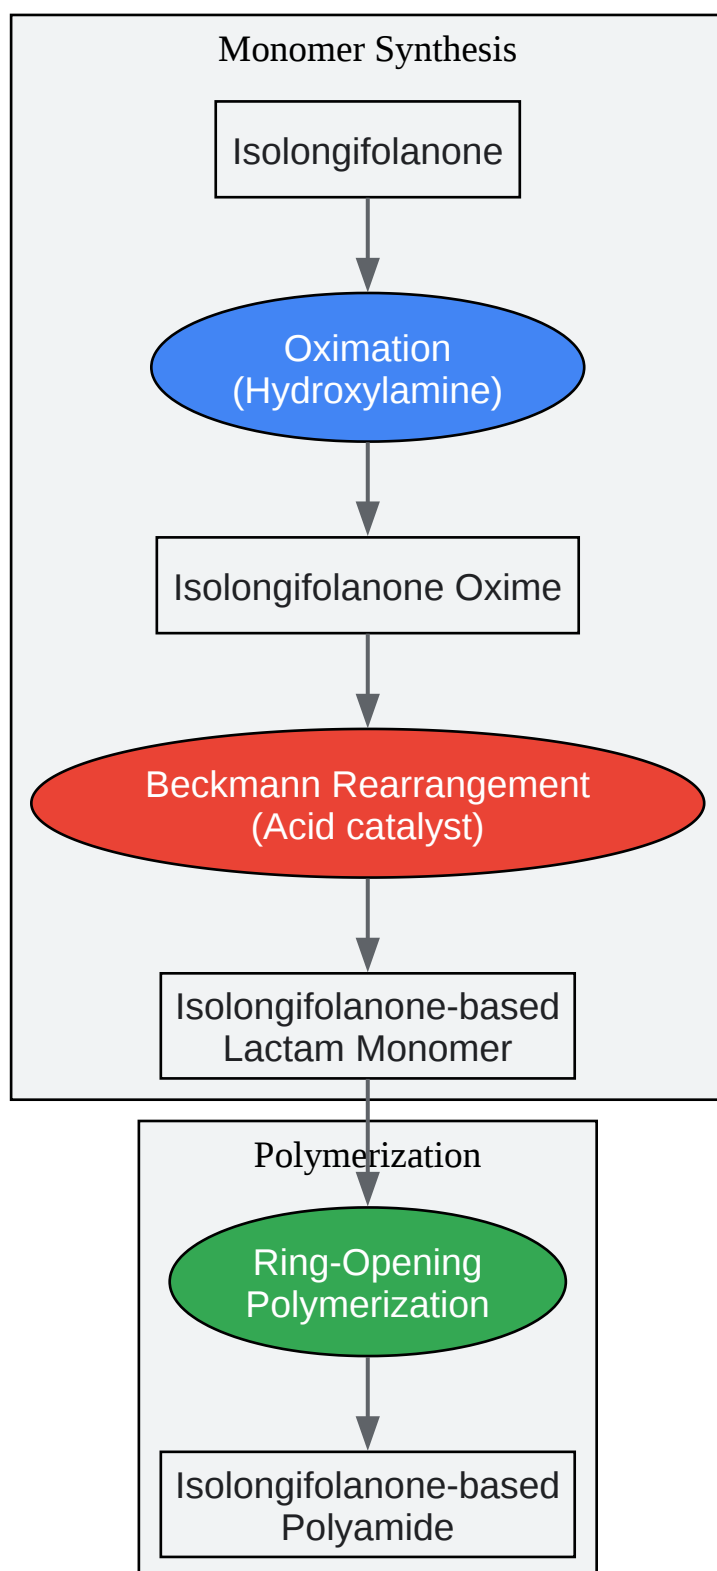 Monomer Synthesis
Isolongifolanone
Oximation
(Hydroxylamine)
Isolongifolanone Oxime
Beckmann Rearrangement
(Acid catalyst)
Isolongifolanone-based
Lactam Monomer
Polymerization
Ring-Opening
Polymerization
Isolongifolanone-based
Polyamide